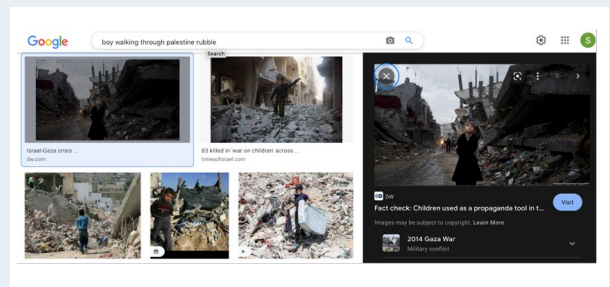 Google
boy walking through palestine rubble
S
Search
Israel-Gaza crisis ...
dw.com
83 killed in 'war on children' across ...
timesofisrael.com
DW
Fact check: Children used as a propaganda tool in t...
Visit
Images may be subject to copyright. Learn More
2014 Gaza War
Military conflict